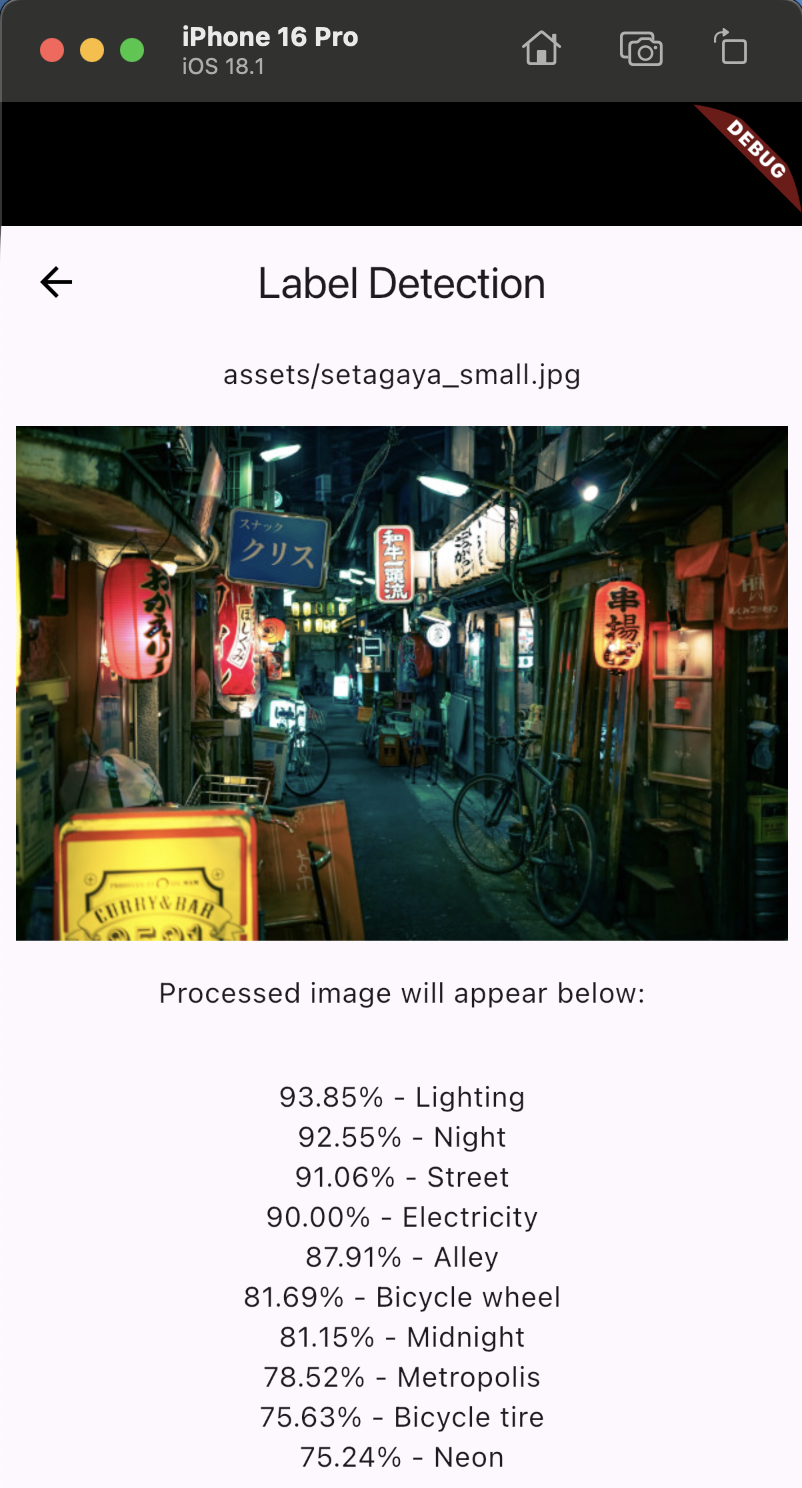 iPhone 16 Pro
iOS 18.1
DEBUG
Label Detection
assets/setagaya_small.jpg
スナック
クリス
和牛一頭流
おかえり
串揚げ
CURRY&BAR
Processed image will appear below:
93.85% - Lighting
92.55% - Night
91.06% - Street
90.00% - Electricity
87.91% - Alley
81.69% - Bicycle wheel
81.15% - Midnight
78.52% - Metropolis
75.63% - Bicycle tire
75.24% - Neon